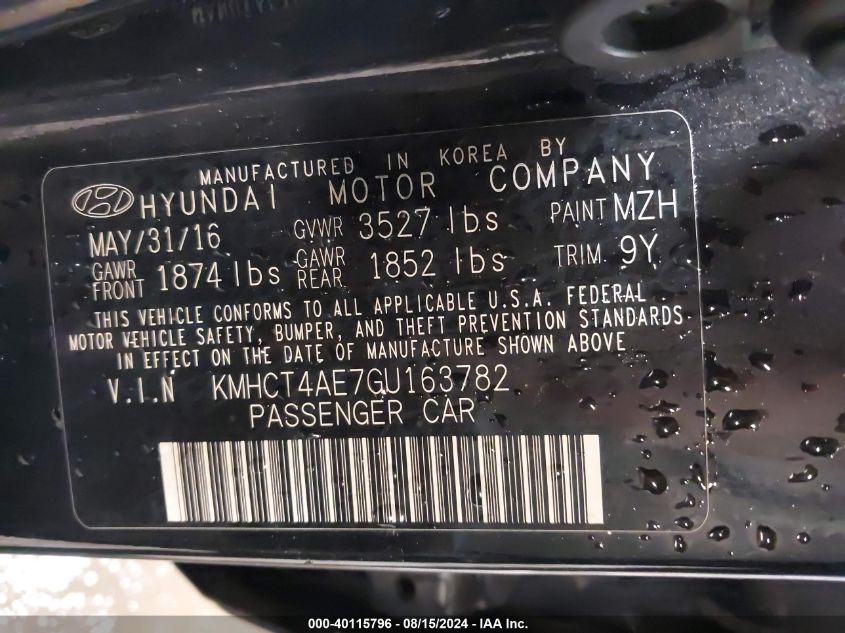 MANUFACTURED IN KOREA BY
HYUNDAI MOTOR COMPANY
MAY/31/16 GVWR 3527 lbs PAINT MZH
GAWR FRONT 1874 lbs GAWR REAR 1852 lbs TRIM 9Y
THIS VEHICLE CONFORMS TO ALL APPLICABLE U.S.A. FEDERAL
MOTOR VEHICLE SAFETY, BUMPER, AND THEFT PREVENTION STANDARDS
IN EFFECT ON THE DATE OF MANUFACTURE SHOWN ABOVE
V.I.N KMHCT4AE7GU163782
PASSENGER CAR
000-40115796 - 08/15/2024 - IAA Inc.